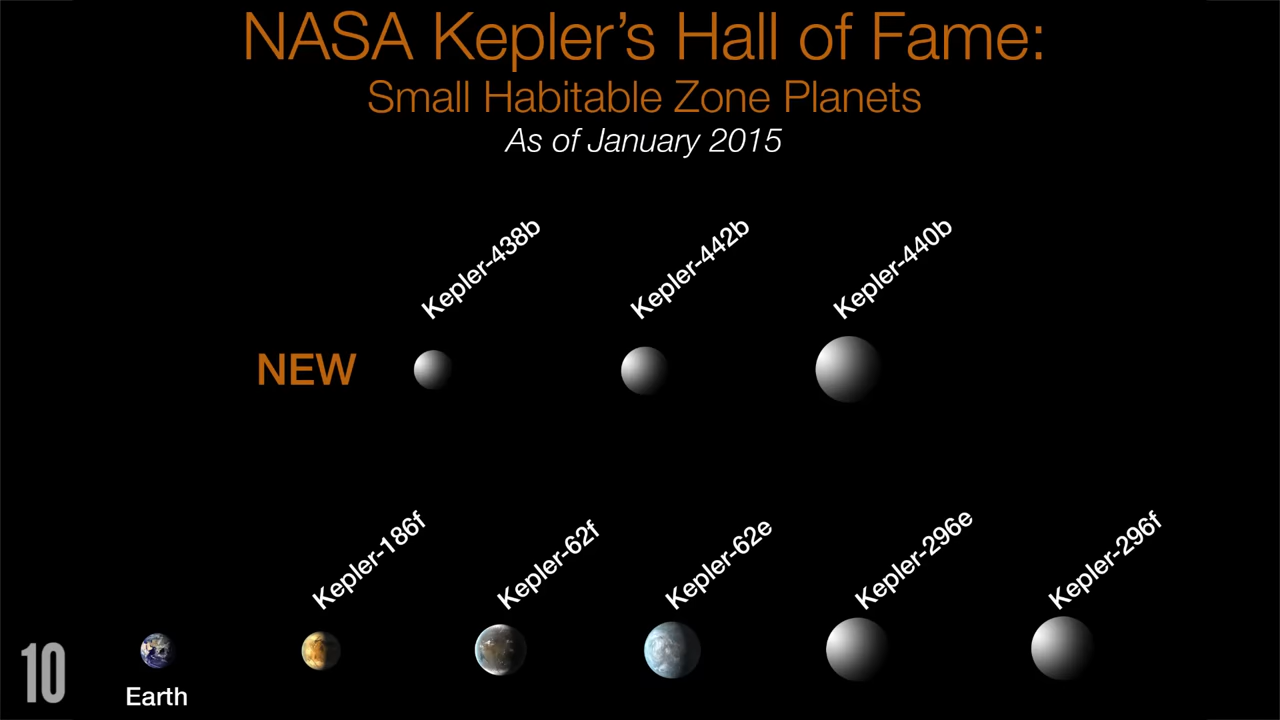 NASA Kepler’s Hall of Fame:
Small Habitable Zone Planets
As of January 2015
Kepler-438b
Kepler-442b
Kepler-440b
NEW
Kepler-186f
Kepler-62f
Kepler-62e
Kepler-296e
Kepler-296f
10
Earth